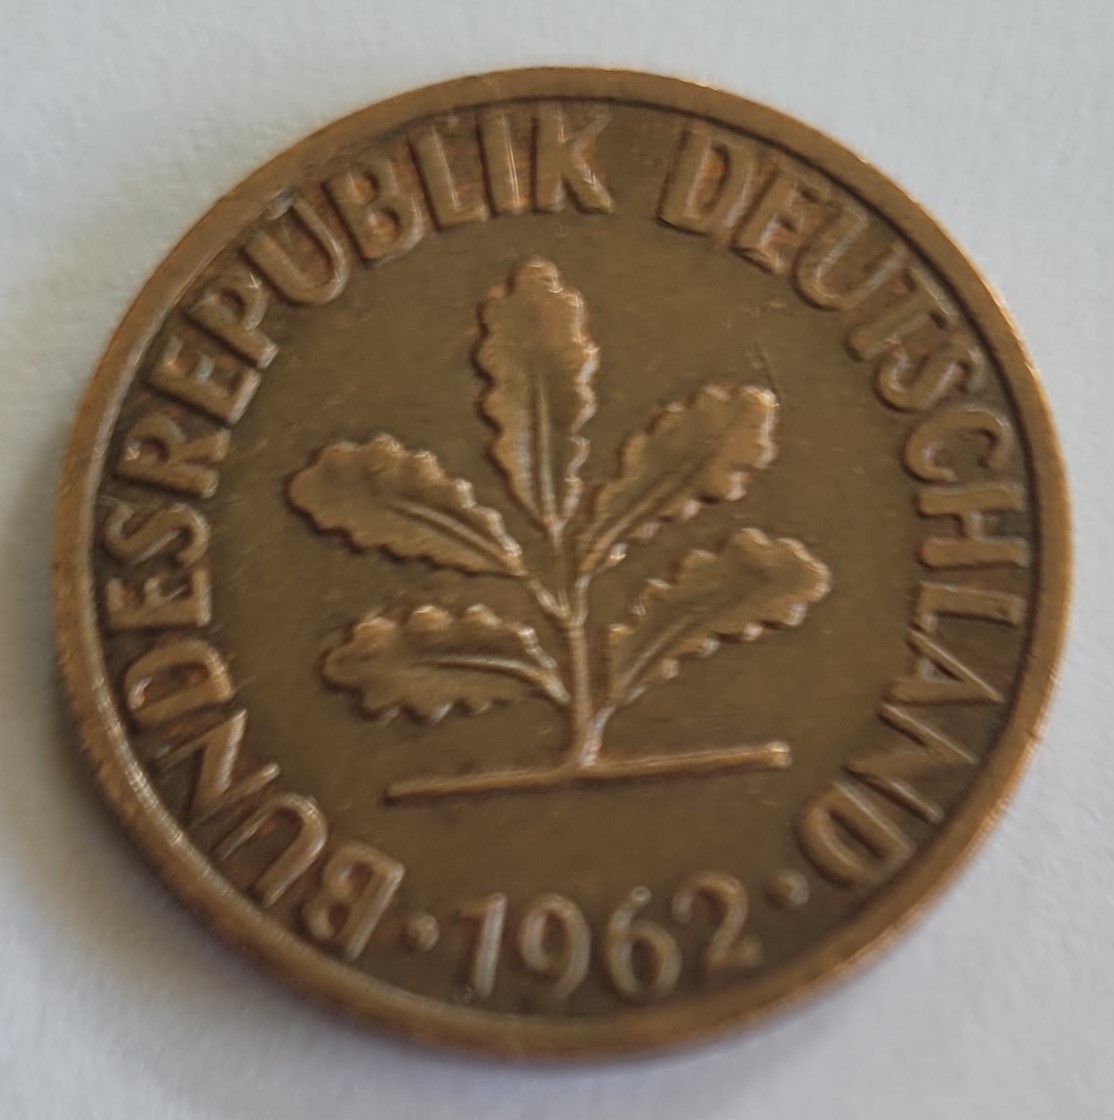 BUNDESREPUBLIK DEUTSCHLAND
· 1962 ·